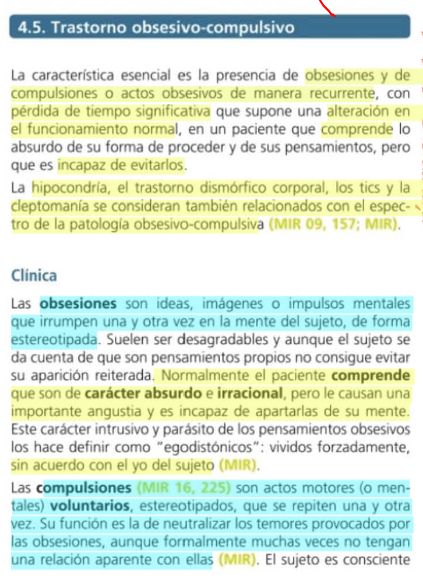 4.5. Trastorno obsesivo-compulsivo
La característica esencial es la presencia de obsesiones y de
compulsiones o actos obsesivos de manera recurrente, con
pérdida de tiempo significativa que supone una alteración en
el funcionamiento normal, en un paciente que comprende lo
absurdo de su forma de proceder y de sus pensamientos, pero
que es incapaz de evitarlos.
La hipocondría, el trastorno dismórfico corporal, los tics y la
cleptomanía se consideran también relacionados con el espec-
tro de la patología obsesivo-compulsiva (MIR 09, 157; MIR).
Clínica
Las obsesiones son ideas, imágenes o impulsos mentales
que irrumpen una y otra vez en la mente del sujeto, de forma
estereotipada. Suelen ser desagradables y aunque el sujeto se
da cuenta de que son pensamientos propios no consigue evitar
su aparición reiterada. Normalmente el paciente comprende
que son de carácter absurdo e irracional, pero le causan una
importante angustia y es incapaz de apartarlas de su mente.
Este carácter intrusivo y parásito de los pensamientos obsesivos
los hace definir como “egodistónicos”: vividos forzadamente,
sin acuerdo con el yo del sujeto (MIR).
Las compulsiones (MIR 16, 225) son actos motores (o men-
tales) voluntarios, estereotipados, que se repiten una y otra
vez. Su función es la de neutralizar los temores provocados por
las obsesiones, aunque formalmente muchas veces no tengan
una relación aparente con ellas (MIR). El sujeto es consciente